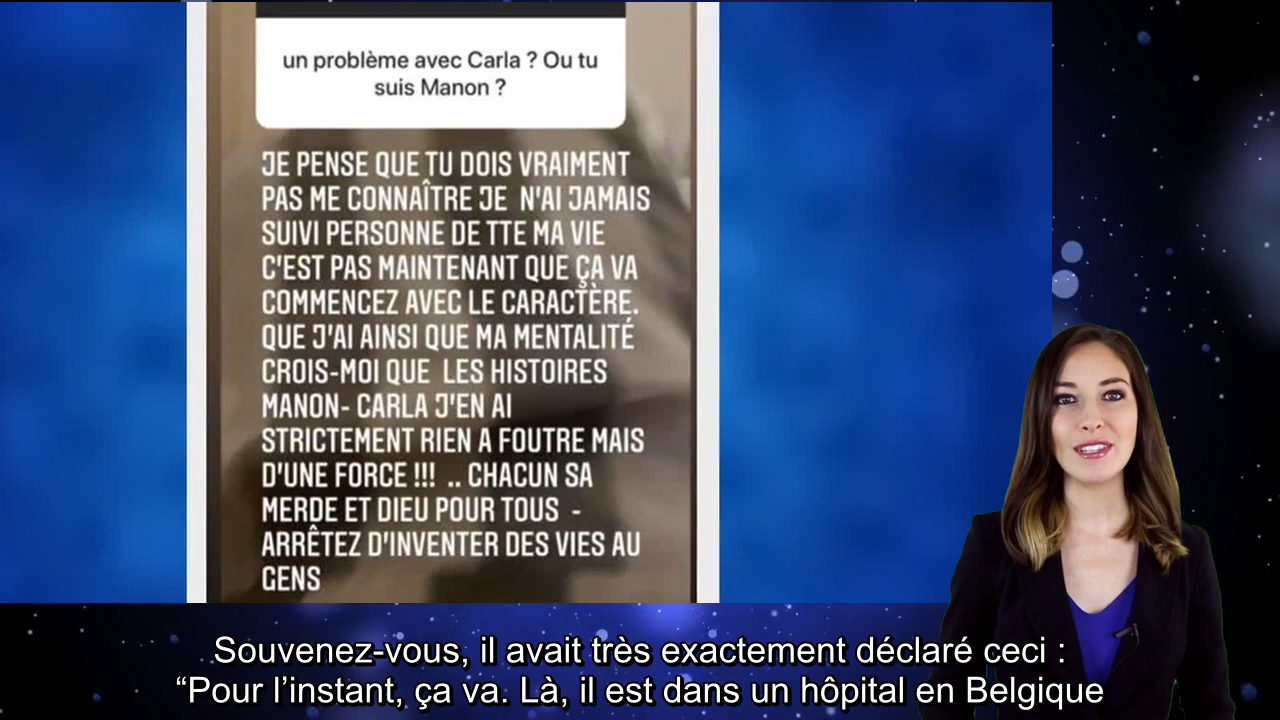 un problème avec Carla ? Ou tu
suis Manon ?
JE PENSE QUE TU DOIS VRAIMENT
PAS ME CONNAÎTRE JE N'AI JAMAIS
SUIVI PERSONNE DE TTE MA VIE
C'EST PAS MAINTENANT QUE ÇA VA
COMMENCEZ AVEC LE CARACTÈRE.
QUE J'AI AINSI QUE MA MENTALITÉ
CROIS-MOI QUE LES HISTOIRES
MANON- CARLA J'EN AI
STRICTEMENT RIEN A FOUTRE MAIS
D'UNE FORCE !!! .. CHACUN SA
MERDE ET DIEU POUR TOUS -
ARRÊTEZ D'INVENTER DES VIES AU
GENS
Souvenez-vous, il avait très exactement déclaré ceci :
“Pour l’instant, ça va. Là, il est dans un hôpital en Belgique